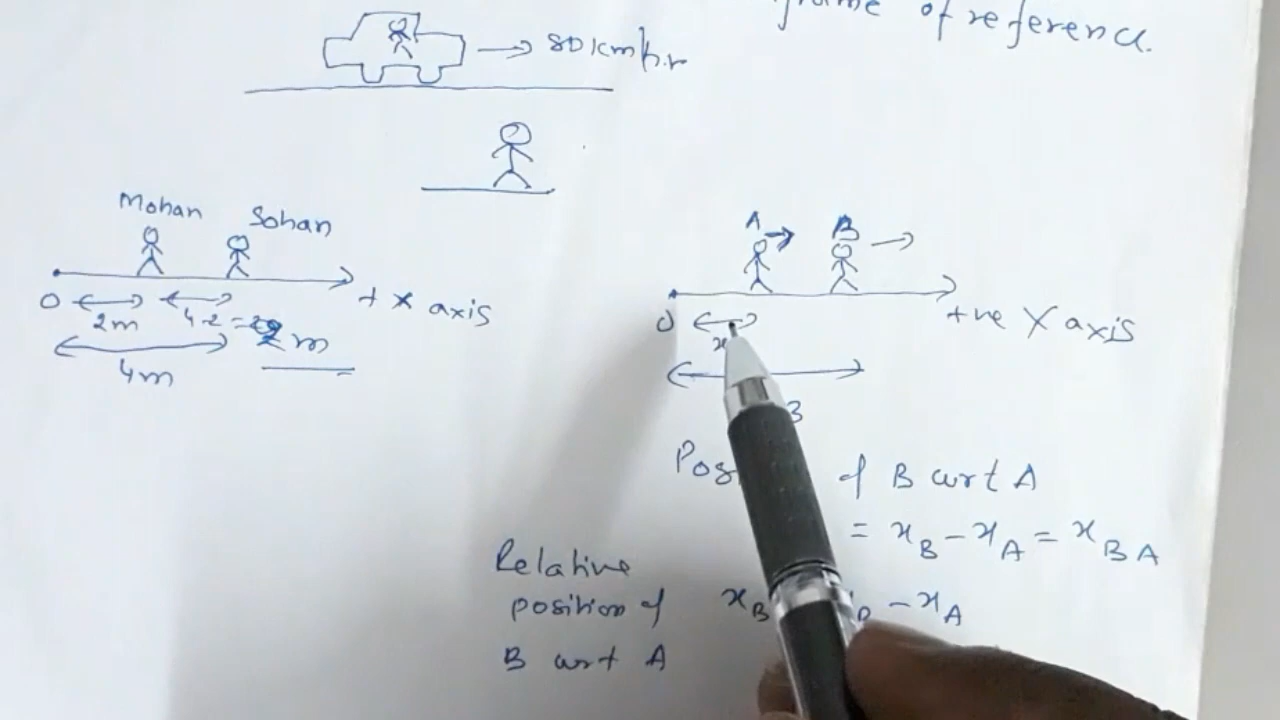 frame of reference.
80 km/hr
Mohan
Sohan
A
B
O
2m
4-2 = 2m
+ X axis
4m
O
+ve X axis
x
B
of B wrt A
= xB - xA = xBA
Relative
position of
B wrt A
xB
- xA